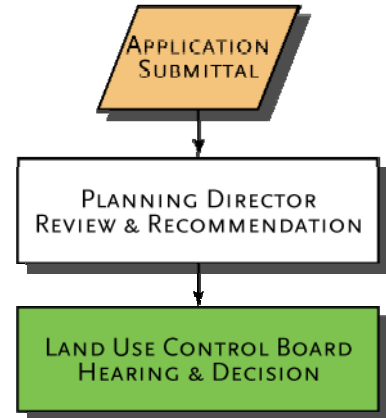 APPLICATION
SUBMITTAL
PLANNING DIRECTOR
REVIEW & RECOMMENDATION
LAND USE CONTROL BOARD
HEARING & DECISION